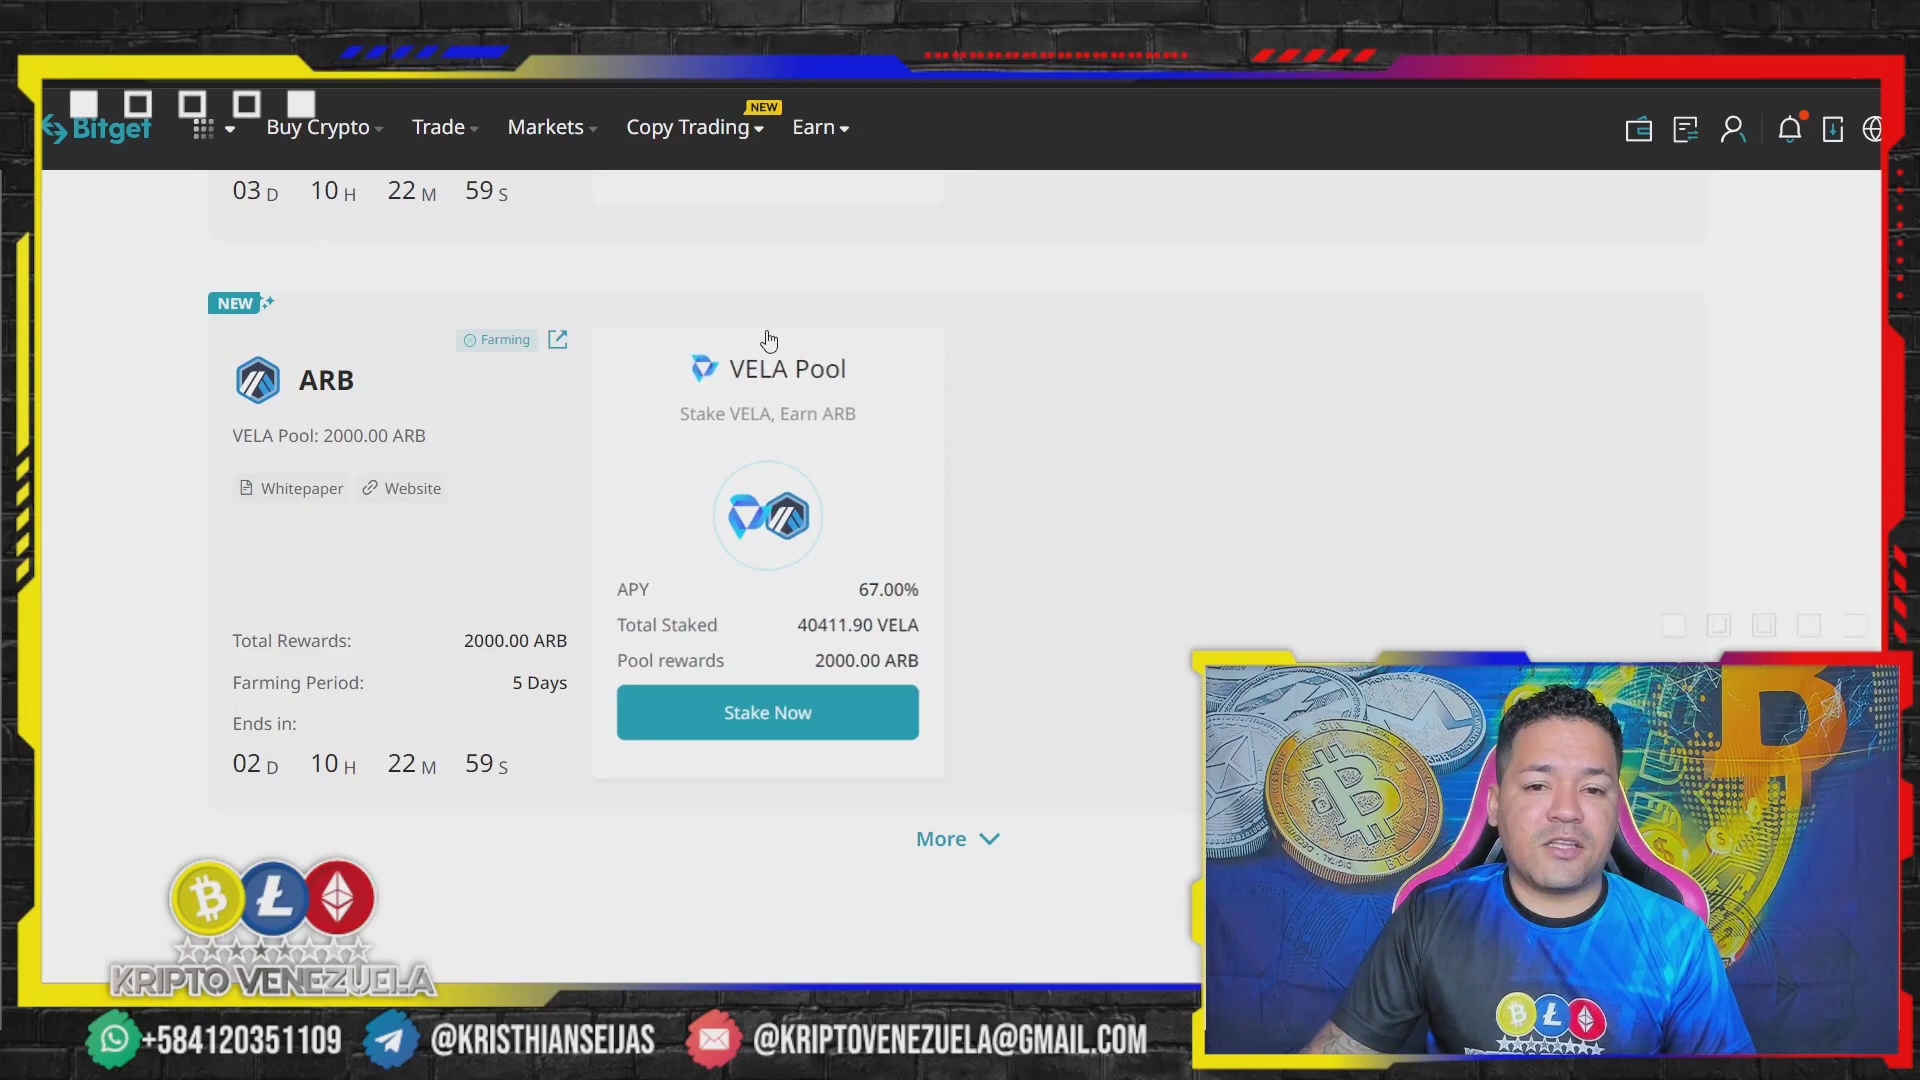 Bitget
Buy Crypto
Trade
Markets
Copy Trading
NEW
Earn
03 D 10 H 22 M 59 S
NEW
Farming
ARB
VELA Pool: 2000.00 ARB
Whitepaper
Website
Total Rewards: 2000.00 ARB
Farming Period: 5 Days
Ends in:
02 D 10 H 22 M 59 S
VELA Pool
Stake VELA, Earn ARB
APY 67.00%
Total Staked 40411.90 VELA
Pool rewards 2000.00 ARB
Stake Now
More
KRIPTO VENEZUELA
+584120351109
@KRISTHIANSEIJAS
@KRIPTOVENEZUELA@GMAIL.COM